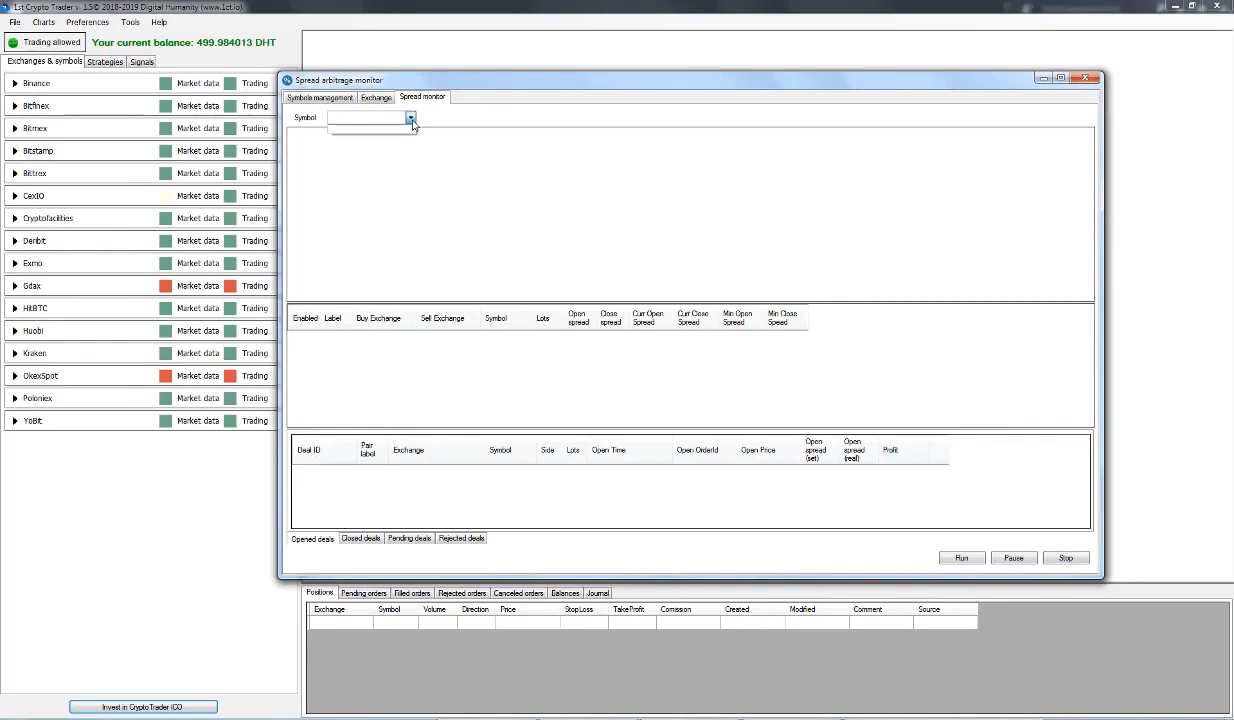 1st Crypto Trader v. 1.5© 2018-2019 Digital Humanity (www.1ct.io)
File Charts Preferences Tools Help
Trading allowed Your current balance: 499.984013 DHT
Exchanges & symbols Strategies Signals
Binance Market data Trading
Bitfinex Market data Trading
Bitmex Market data Trading
Bitstamp Market data Trading
Bittrex Market data Trading
CexIO Market data Trading
Cryptofacilities Market data Trading
Deribit Market data Trading
Exmo Market data Trading
Gdax Market data Trading
HitBTC Market data Trading
Huobi Market data Trading
Kraken Market data Trading
OkexSpot Market data Trading
Poloniex Market data Trading
YoBit Market data Trading
Invest in CryptoTrader ICO
Spread arbitrage monitor
Symbols management Exchange Spread monitor
Symbol
Enabled Label Buy Exchange Sell Exchange Symbol Lots Open spread Close spread Curr Open Spread Curr Close Spread Min Open Spread Min Close Spead
Deal ID Pair label Exchange Symbol Side Lots Open Time Open OrderId Open Price Open spread (set) Open spread (real) Profit
Opened deals Closed deals Pending deals Rejected deals
Run Pause Stop
Positions Pending orders Filled orders Rejected orders Canceled orders Balances Journal
Exchange Symbol Volume Direction Price StopLoss TakeProfit Comission Created Modified Comment Source